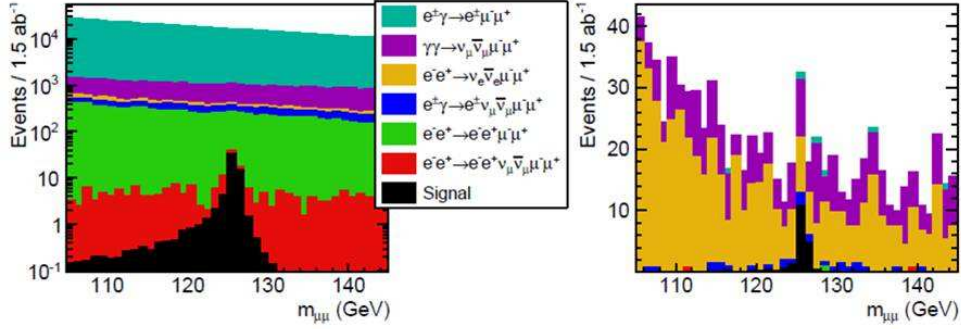 Events / 1.5 ab⁻¹
10⁴
10³
10²
10
1
10⁻¹
110 120 130 140
m_μμ (GeV)
e±γ→e±μ⁻μ⁺
γγ→ν_μν̄_μμ⁻μ⁺
e⁻e⁺→ν_eν̄_eμ⁻μ⁺
e±γ→e±ν_μν̄_μμ⁻μ⁺
e⁻e⁺→e⁻e⁺μ⁻μ⁺
e⁻e⁺→e⁻e⁺ν_μν̄_μμ⁻μ⁺
Signal
Events / 1.5 ab⁻¹
40
30
20
10
110 120 130 140
m_μμ (GeV)